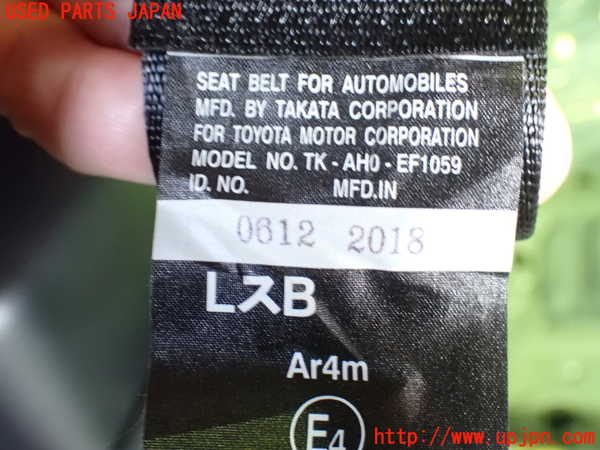 USED PARTS JAPAN
SEAT BELT FOR AUTOMOBILES
MFD. BY TAKATA CORPORATION
FOR TOYOTA MOTOR CORPORATION
MODEL NO. TK - AH0 - EF1059
ID. NO. MFD.IN
0612 2018
LスB
Ar4m
E4
http://www.upjpn.com/